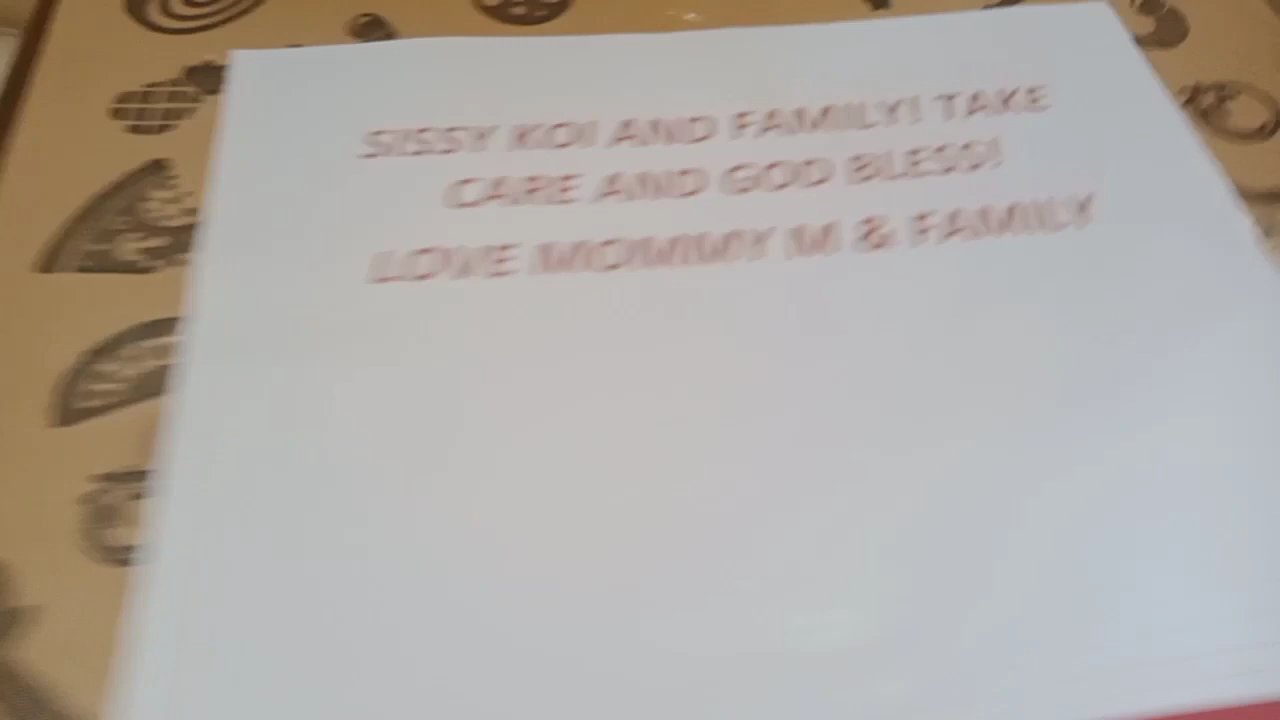 SISSY KOI AND FAMILY! TAKE
CARE AND GOD BLESS!
LOVE MOMMY M & FAMILY